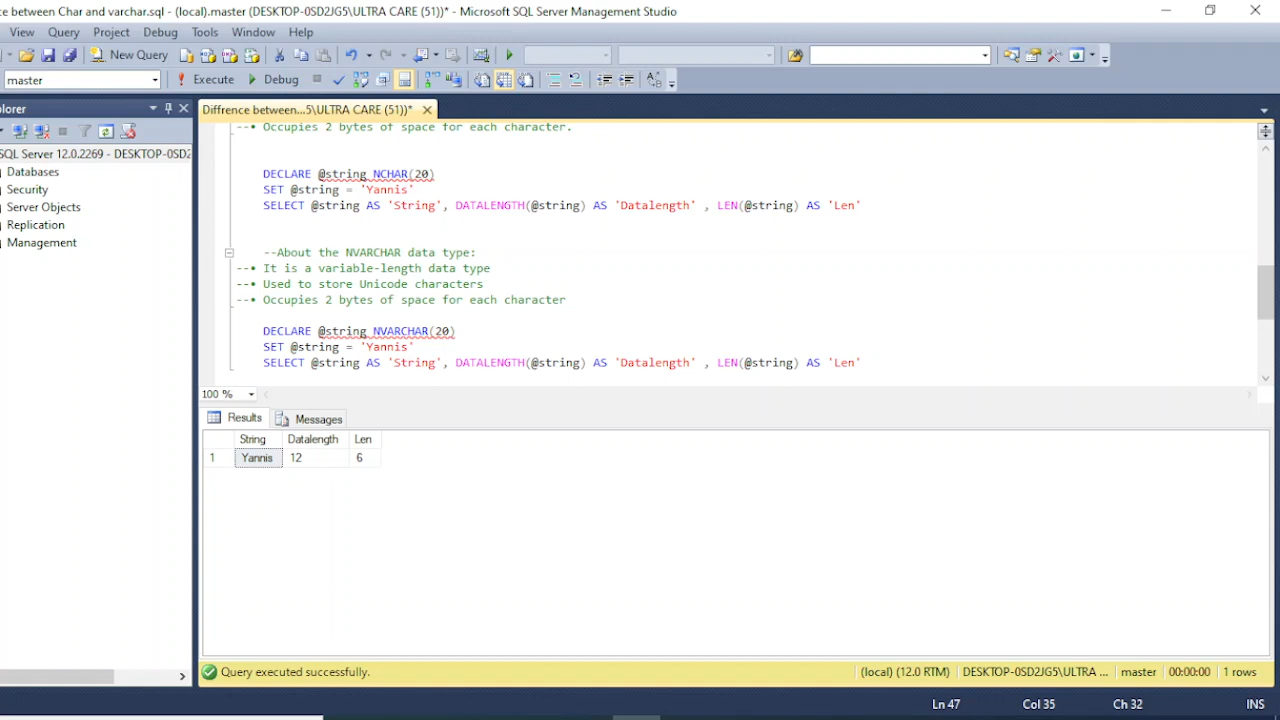 ce between Char and varchar.sql - (local).master (DESKTOP-0SD2JG5\ULTRA CARE (51))* - Microsoft SQL Server Management Studio
View Query Project Debug Tools Window Help
New Query
master
Execute Debug
plorer
Diffrence between...5\ULTRA CARE (51))*
SQL Server 12.0.2269 - DESKTOP-0SD2
Databases
Security
Server Objects
Replication
Management
--• Occupies 2 bytes of space for each character.
DECLARE @string NCHAR(20)
SET @string = 'Yannis'
SELECT @string AS 'String', DATALENGTH(@string) AS 'Datalength' , LEN(@string) AS 'Len'
--About the NVARCHAR data type:
--• It is a variable-length data type
--• Used to store Unicode characters
--• Occupies 2 bytes of space for each character
DECLARE @string NVARCHAR(20)
SET @string = 'Yannis'
SELECT @string AS 'String', DATALENGTH(@string) AS 'Datalength' , LEN(@string) AS 'Len'
100 %
Results Messages
String Datalength Len
1 Yannis 12 6
Query executed successfully.
(local) (12.0 RTM) DESKTOP-0SD2JG5\ULTRA ... master 00:00:00 1 rows
Ln 47 Col 35 Ch 32 INS